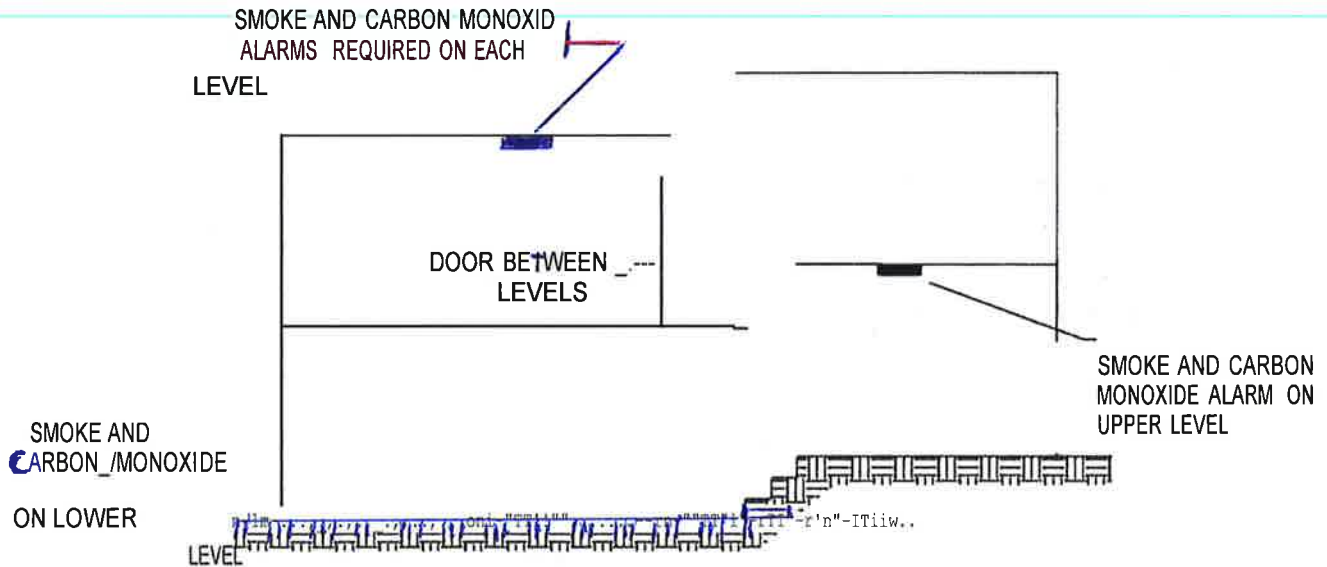 SMOKE AND CARBON MONOXID
ALARMS REQUIRED ON EACH
LEVEL
DOOR BETWEEN _.---
LEVELS
SMOKE AND CARBON
MONOXIDE ALARM ON
UPPER LEVEL
SMOKE AND
CARBON_/MONOXIDE
ON LOWER
-r'n"-ITiiw..
LEVEL